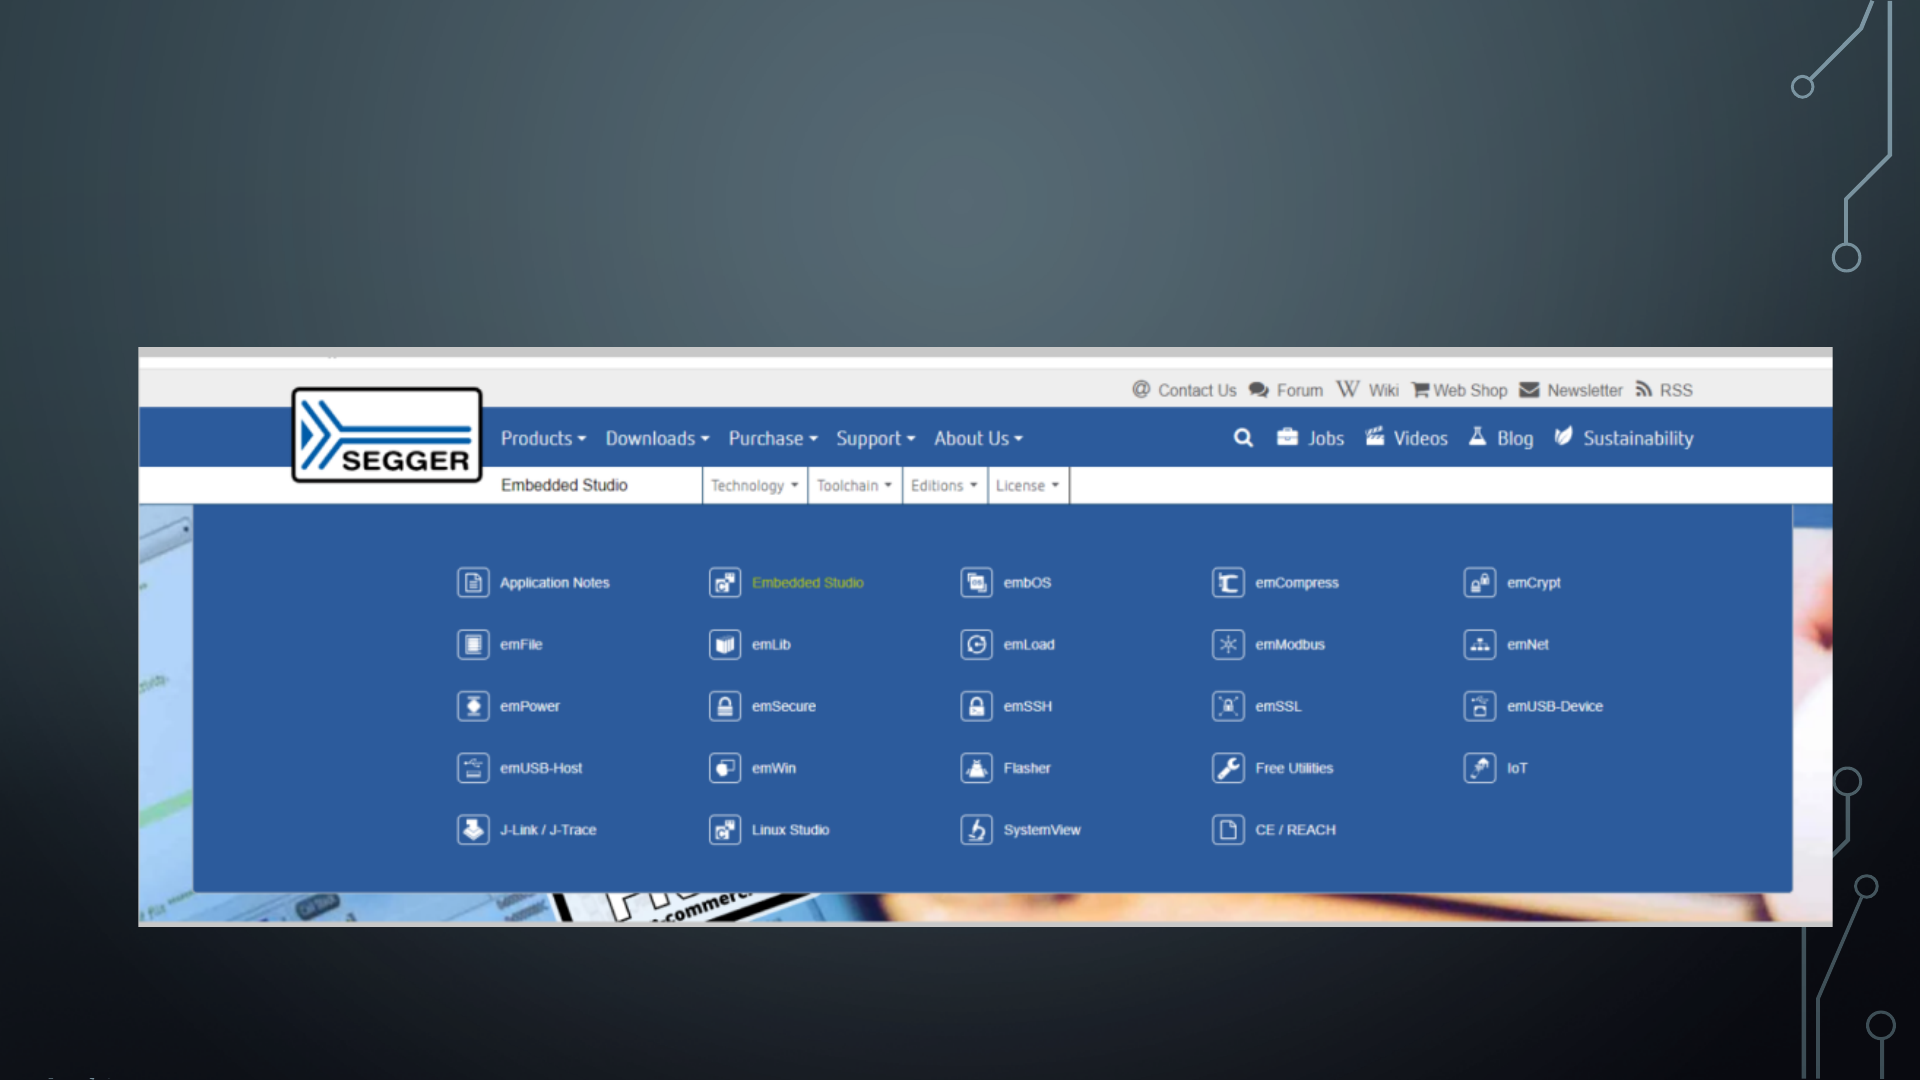 @ Contact Us Forum W Wiki Web Shop Newsletter RSS
SEGGER
Products Downloads Purchase Support About Us Jobs Videos Blog Sustainability
Embedded Studio Technology Toolchain Editions License
Application Notes Embedded Studio embOS emCompress emCrypt
emFile emLib emLoad emModbus emNet
emPower emSecure emSSH emSSL emUSB-Device
emUSB-Host emWin Flasher Free Utilities IoT
J-Link / J-Trace Linux Studio SystemView CE / REACH